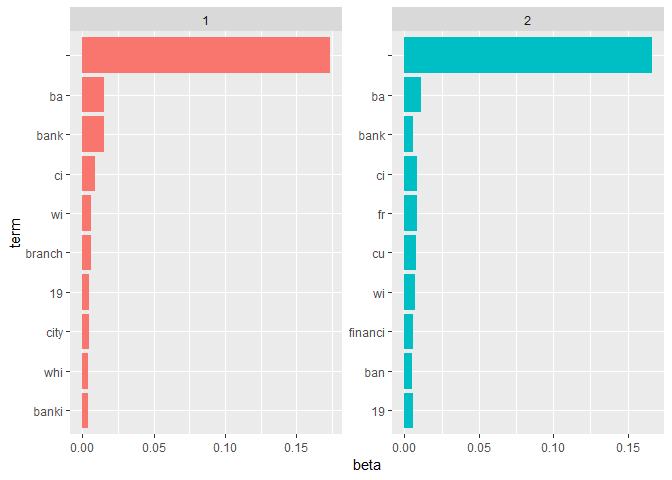 1
2
term
ba
bank
ci
wi
branch
19
city
whi
banki
ba
bank
ci
fr
cu
wi
financi
ban
19
0.00 0.05 0.10 0.15
0.00 0.05 0.10 0.15
beta